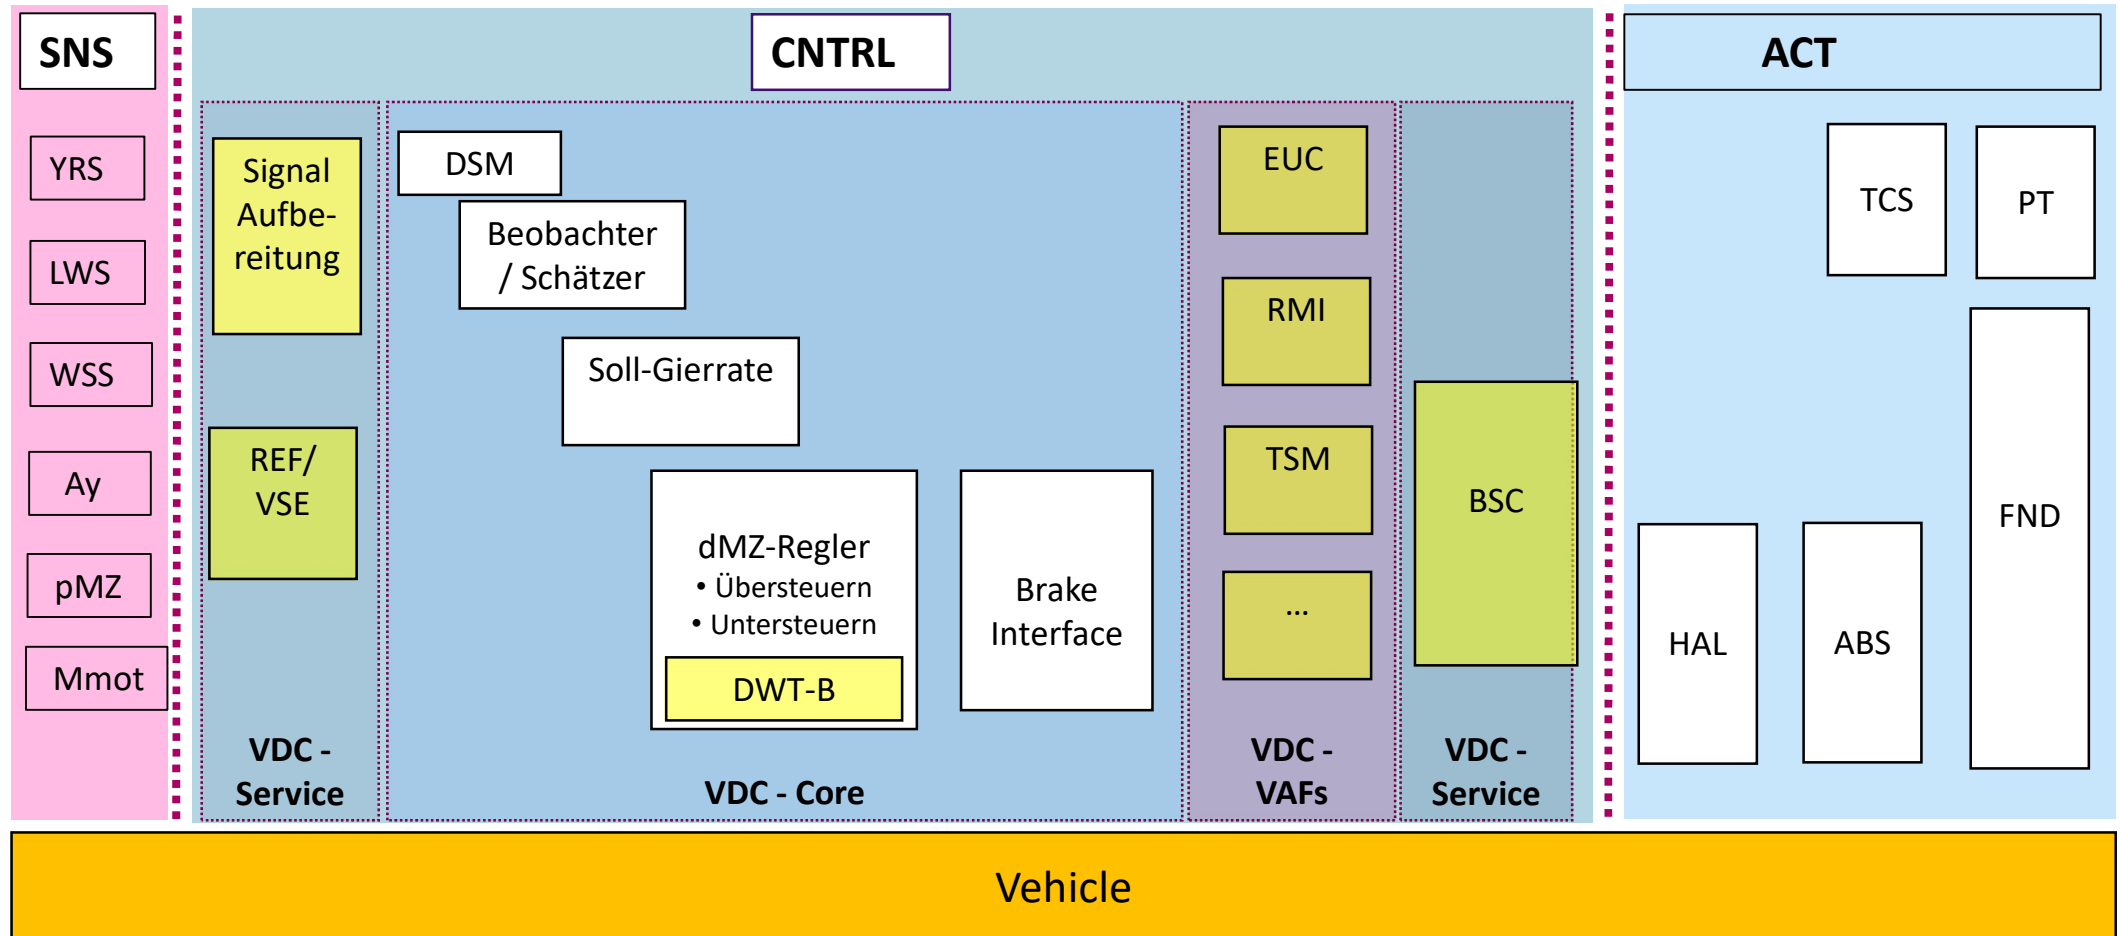 SNS
YRS
LWS
WSS
Ay
pMZ
Mmot
CNTRL
Signal
Aufbe-
reitung
REF/
VSE
VDC -
Service
DSM
Beobachter
/ Schätzer
Soll-Gierrate
dMZ-Regler
• Übersteuern
• Untersteuern
DWT-B
Brake
Interface
VDC - Core
EUC
RMI
TSM
...
VDC -
VAFs
BSC
VDC -
Service
ACT
TCS
PT
FND
HAL
ABS
Vehicle